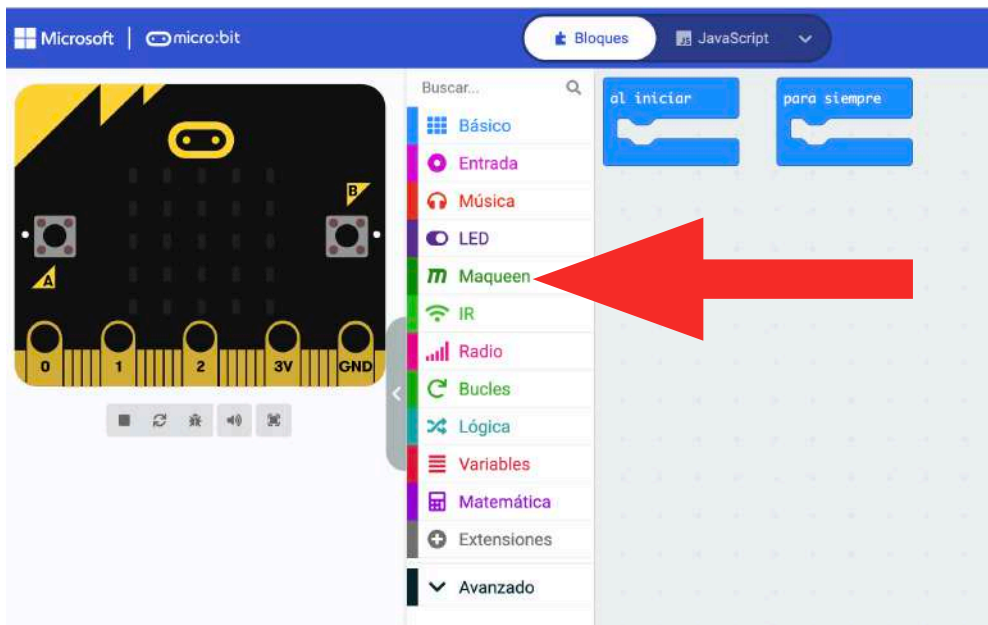 Microsoft micro:bit Bloques JavaScript
Buscar...
Básico
Entrada
Música
LED
Maqueen
IR
Radio
Bucles
Lógica
Variables
Matemática
Extensiones
Avanzado
al iniciar
para siempre
B
A
0 1 2 3V GND